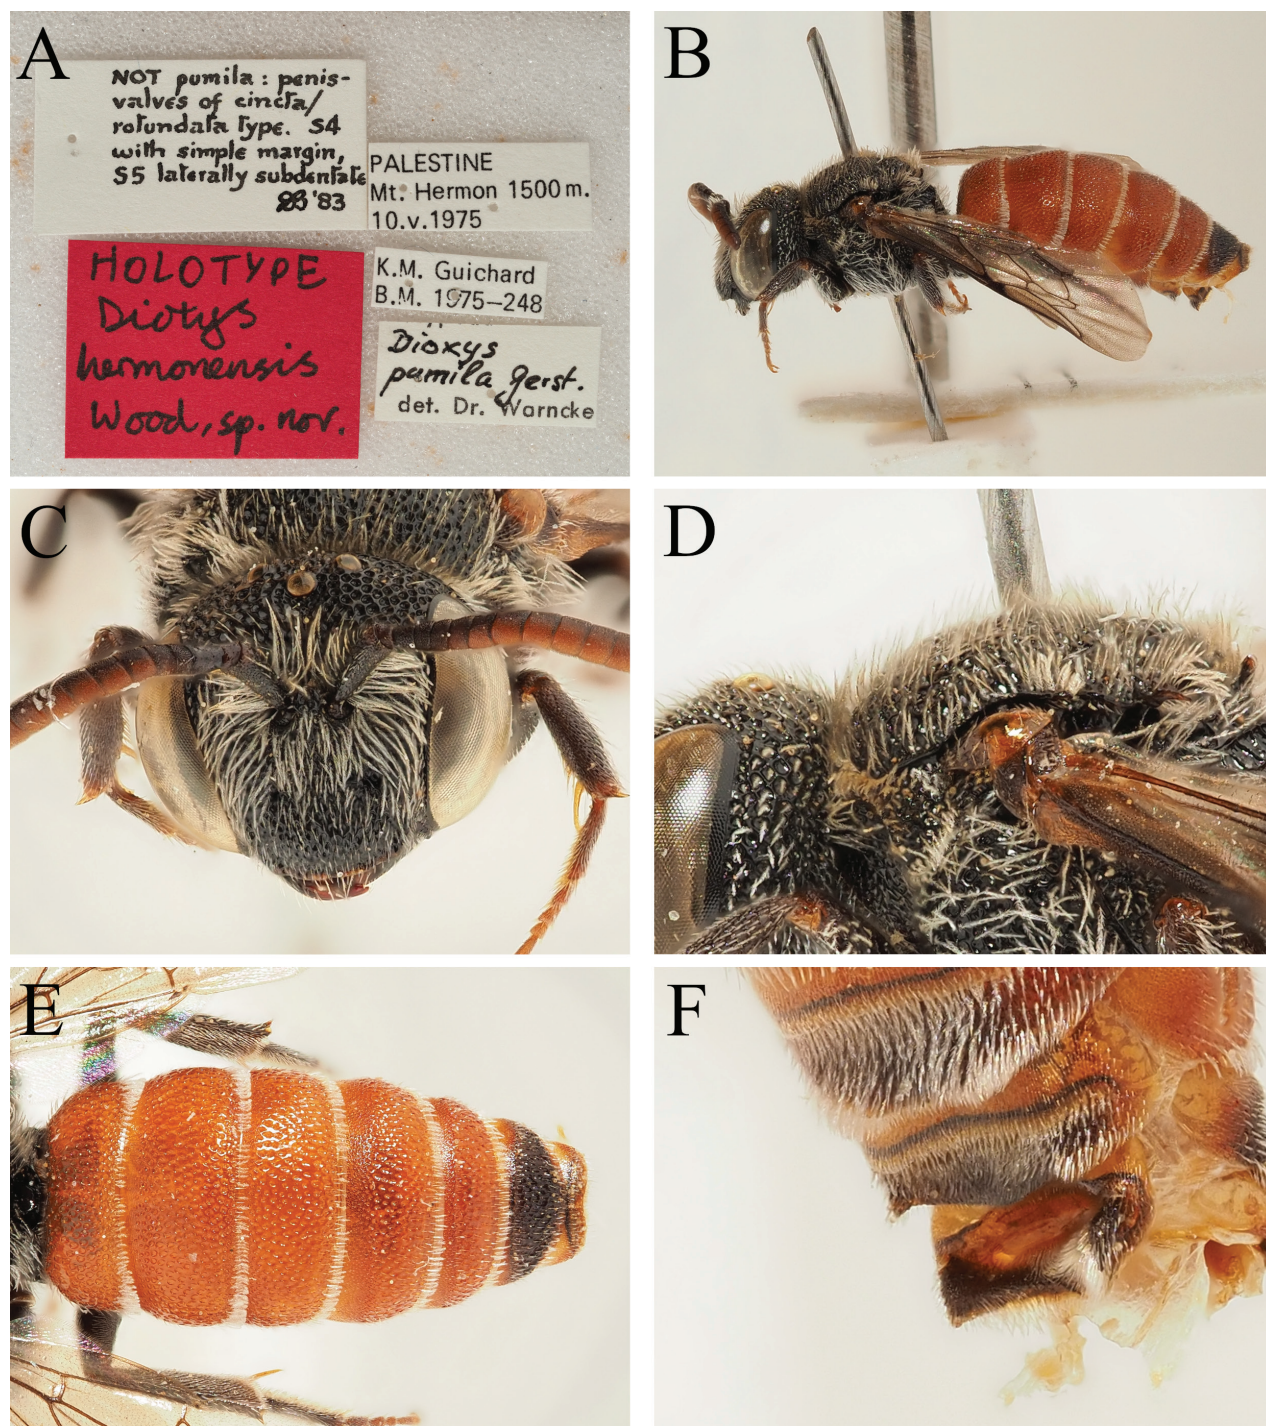 A
NOT pumila : penis-
valves of cincta/
rotundata type. S4
with simple margin,
S5 laterally subdentate
'83
PALESTINE
Mt. Hermon 1500 m.
10.v.1975
HOLOTYPE
Dioxys
hermonensis
Wood, sp. nov.
K.M. Guichard
B.M. 1975–248
Dioxys
pumila Gerst.
det. Dr. Warncke
B
C
D
E
F